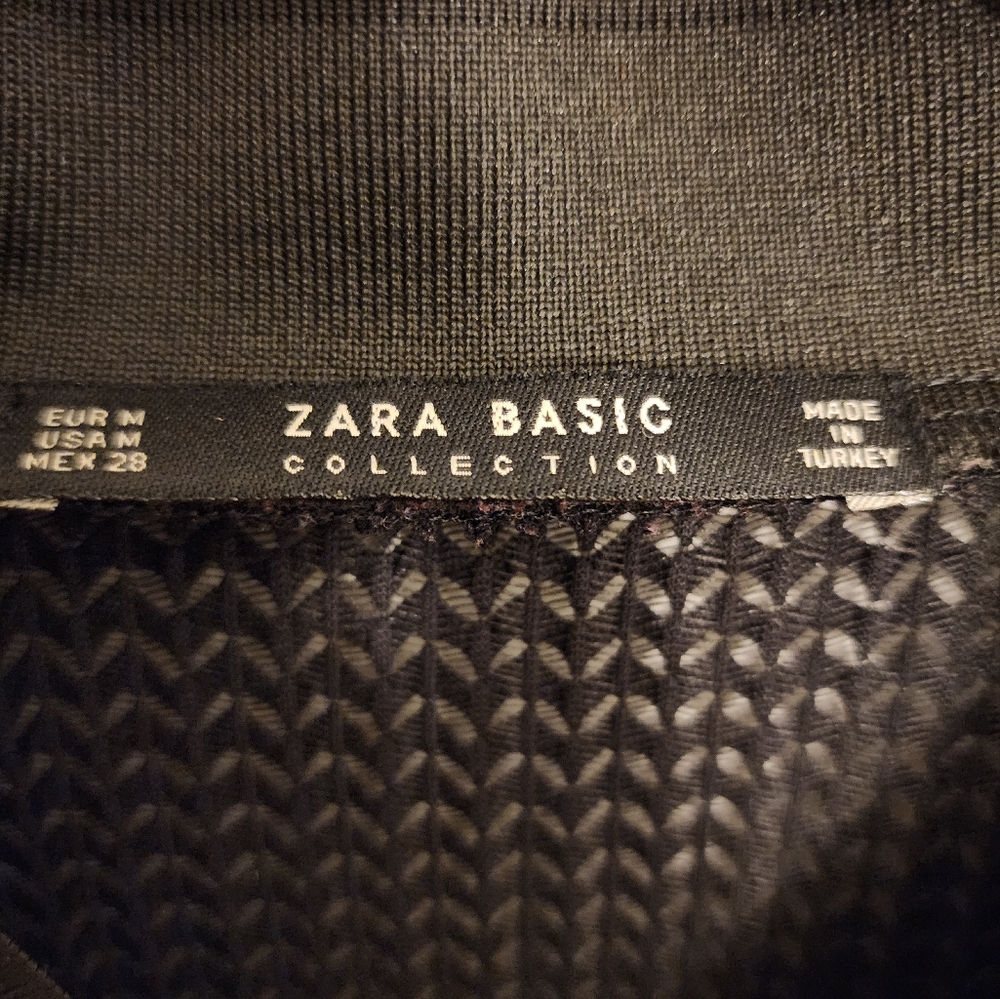 EUR M
USA M
MEX 28
ZARA BASIC
COLLECTION
MADE
IN
TURKEY